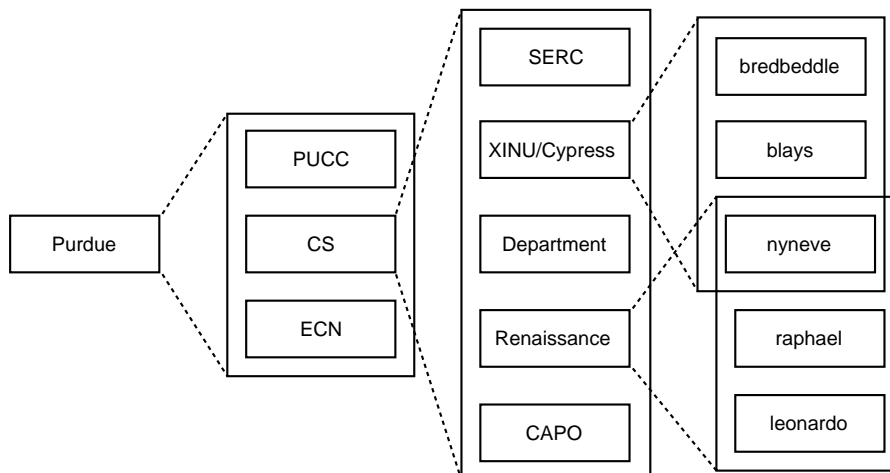 Purdue
PUCC
CS
ECN
SERC
XINU/Cypress
Department
Renaissance
CAPO
bredbeddle
blays
nyneve
raphael
leonardo